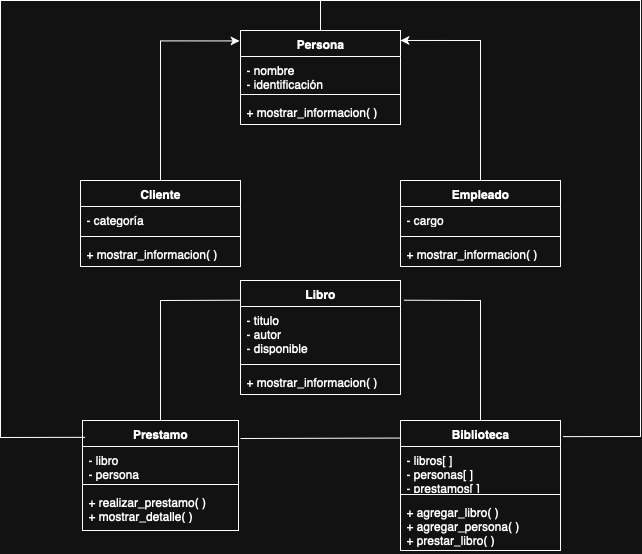 Persona
- nombre
- identificación
+ mostrar_informacion( )
Cliente
- categoría
+ mostrar_informacion( )
Empleado
- cargo
+ mostrar_informacion( )
Libro
- titulo
- autor
- disponible
+ mostrar_informacion( )
Prestamo
- libro
- persona
+ realizar_prestamo( )
+ mostrar_detalle( )
Biblioteca
- libros[ ]
- personas[ ]
- prestamos[ ]
+ agregar_libro( )
+ agregar_persona( )
+ prestar_libro( )